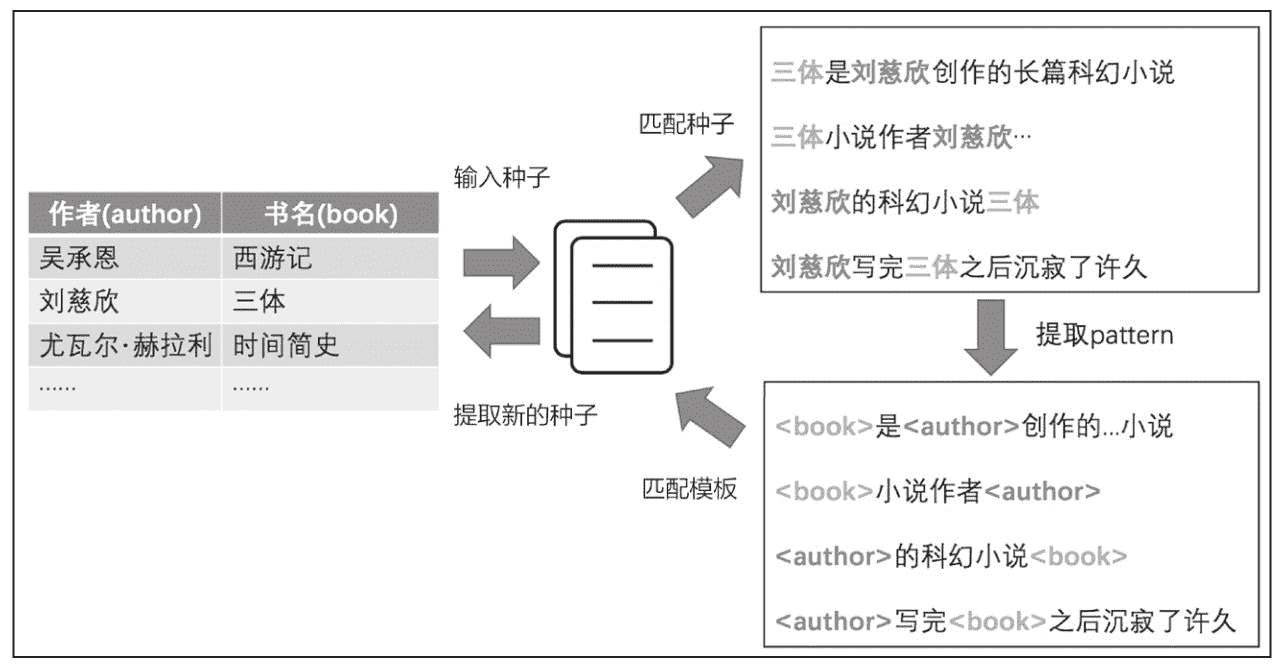 作者(author) 书名(book)
吴承恩 西游记
刘慈欣 三体
尤瓦尔·赫拉利 时间简史
…… ……
输入种子
提取新的种子
匹配种子
三体是刘慈欣创作的长篇科幻小说
三体小说作者刘慈欣…
刘慈欣的科幻小说三体
刘慈欣写完三体之后沉寂了许久
提取pattern
<book>是<author>创作的...小说
<book>小说作者<author>
<author>的科幻小说<book>
<author>写完<book>之后沉寂了许久
匹配模板